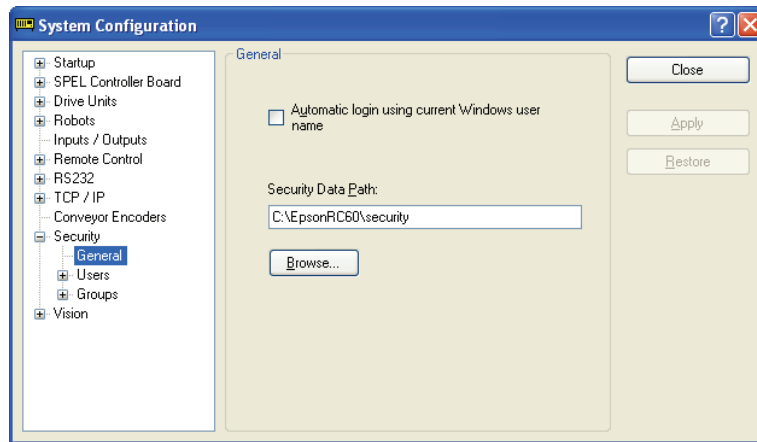 System Configuration
Startup
SPEL Controller Board
Drive Units
Robots
Inputs / Outputs
Remote Control
RS232
TCP / IP
Conveyor Encoders
Security
General
Users
Groups
Vision
General
Automatic login using current Windows user
name
Security Data Path:
C:\EpsonRC60\security
Browse...
Close
Apply
Restore